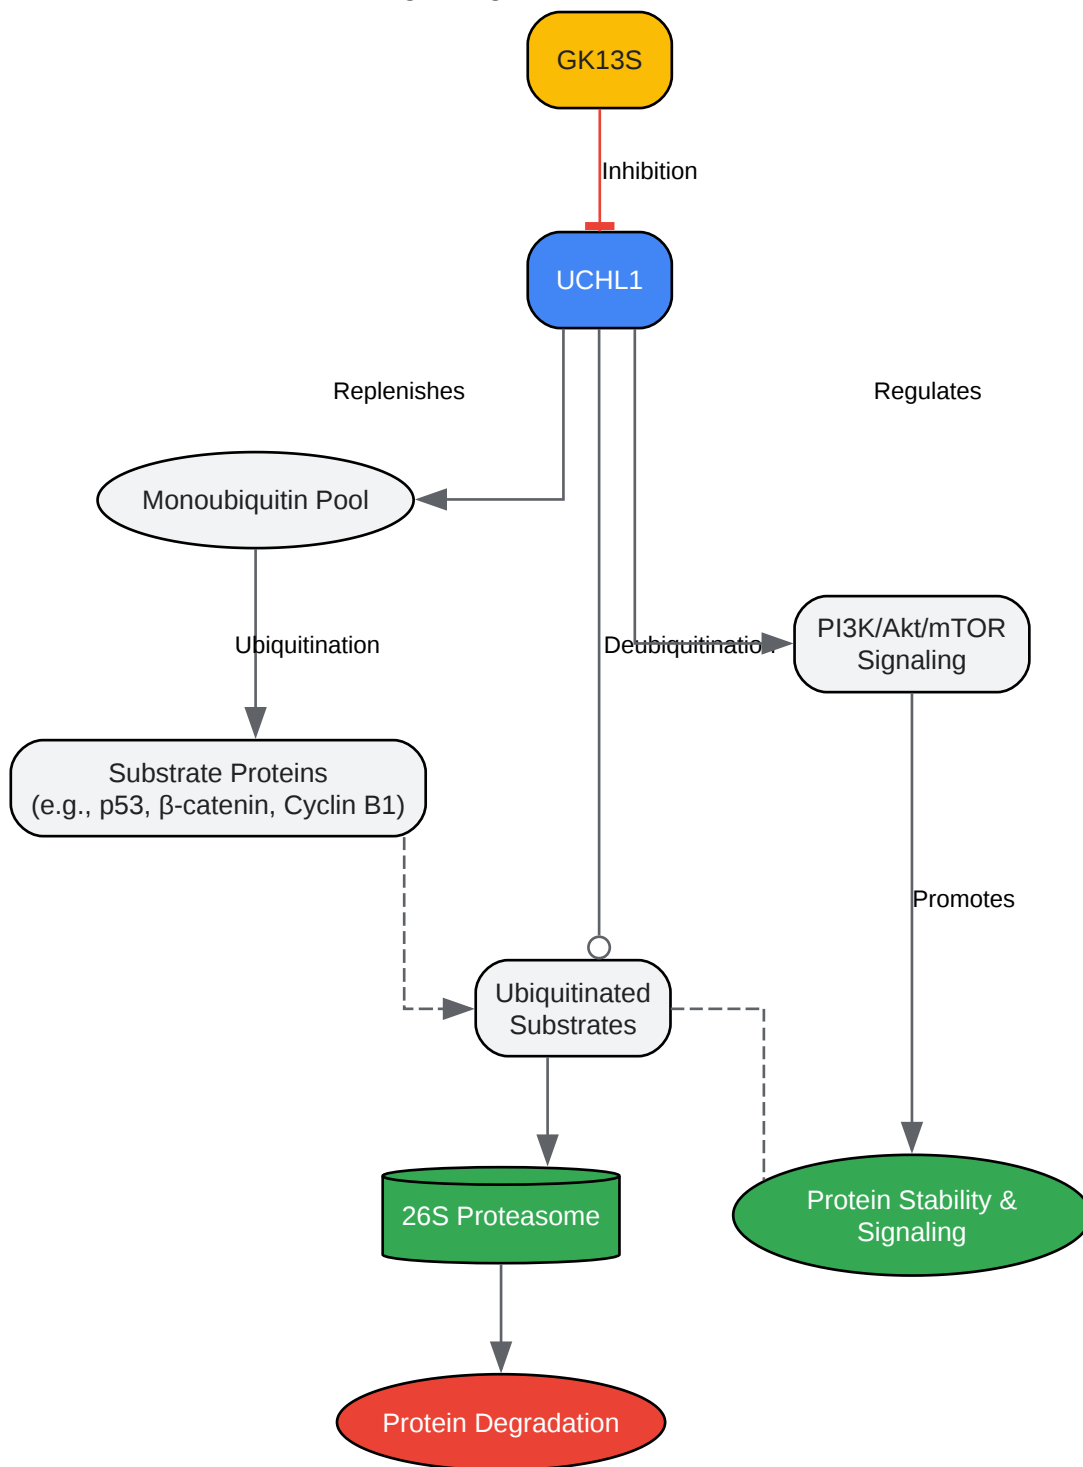 GK13S
Inhibition
UCHL1
Replenishes
Regulates
Monoubiquitin Pool
PI3K/Akt/mTOR
Signaling
Ubiquitination
Deubiquitination
Substrate Proteins
(e.g., p53, β-catenin, Cyclin B1)
Promotes
Ubiquitinated
Substrates
26S Proteasome
Protein Stability &
Signaling
Protein Degradation